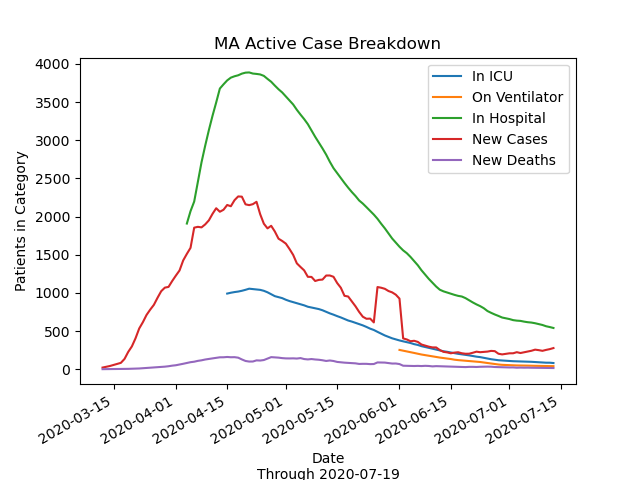 MA Active Case Breakdown
Patients in Category
4000
3500
3000
2500
2000
1500
1000
500
0
In ICU
On Ventilator
In Hospital
New Cases
New Deaths
2020-03-15
2020-04-01
2020-04-15
2020-05-01
2020-05-15
2020-06-01
2020-06-15
2020-07-01
2020-07-15
Date
Through 2020-07-19